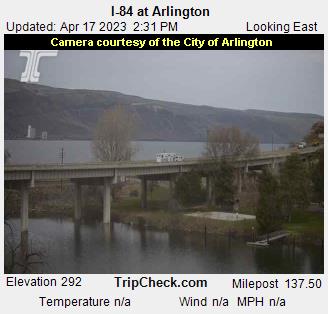 I-84 at Arlington
Updated: Apr 17 2023 2:31 PM Looking East
Camera courtesy of the City of Arlington
Elevation 292 TripCheck.com Milepost 137.50
Temperature n/a Wind n/a MPH n/a